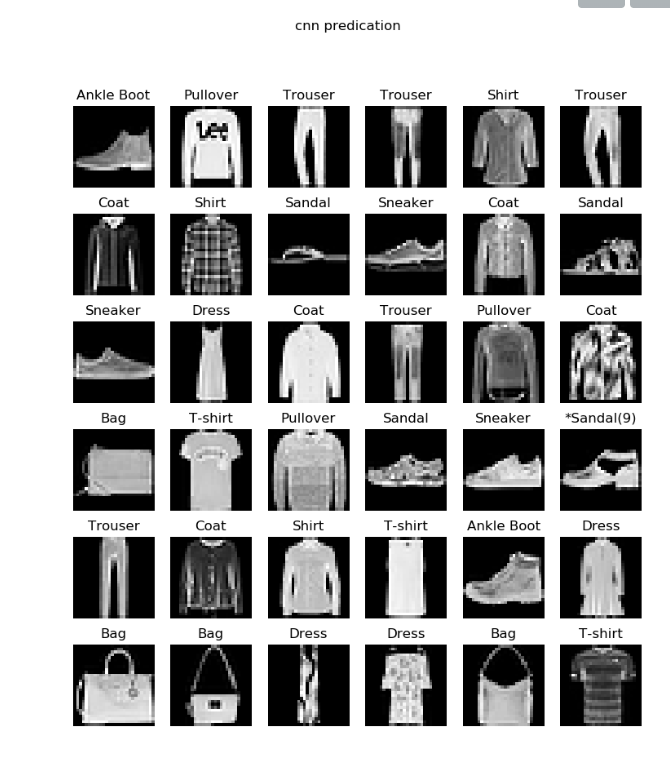 cnn predication
Ankle Boot Pullover Trouser Trouser Shirt Trouser
Lee
Coat Shirt Sandal Sneaker Coat Sandal
Sneaker Dress Coat Trouser Pullover Coat
Bag T-shirt Pullover Sandal Sneaker *Sandal(9)
Trouser Coat Shirt T-shirt Ankle Boot Dress
Bag Bag Dress Dress Bag T-shirt